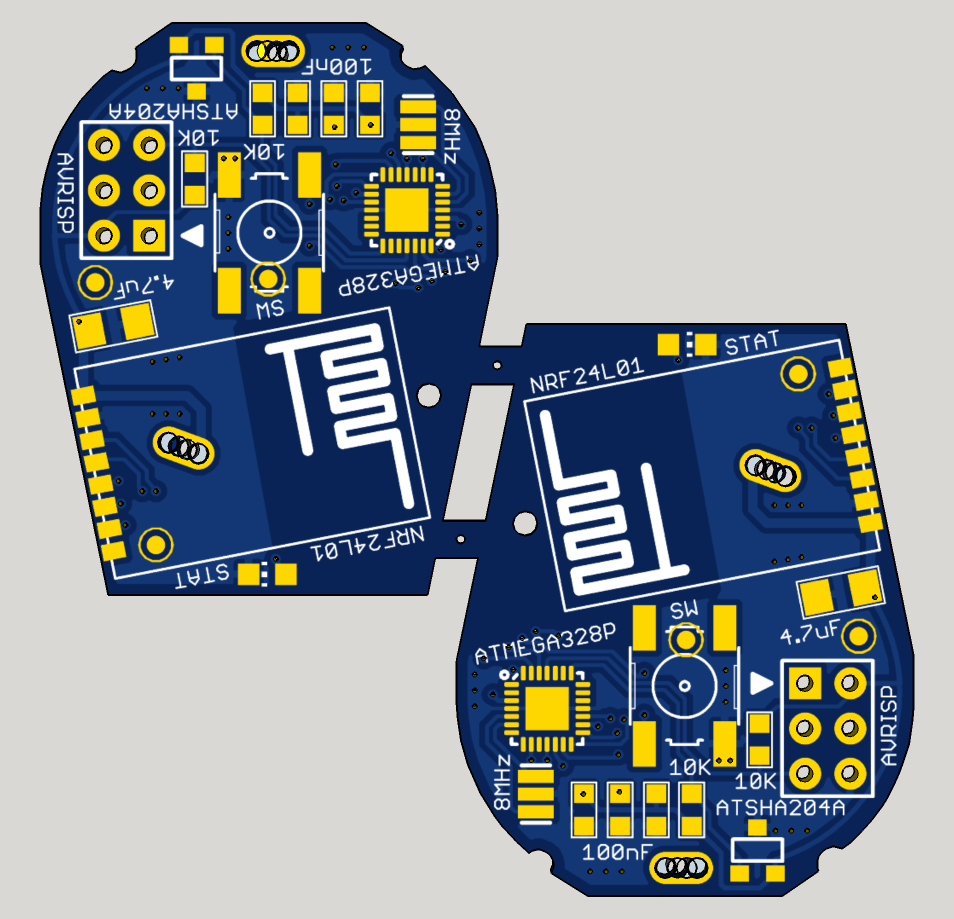 100nF
ATSHA204A
8MHz
10K
10K
AVRISP
ATMEGA328P
4.7uF
SW
STAT
NRF24L01
NRF24L01
STAT
SW
4.7uF
ATMEGA328P
AVRISP
8MHz
10K
10K
ATSHA204A
100nF